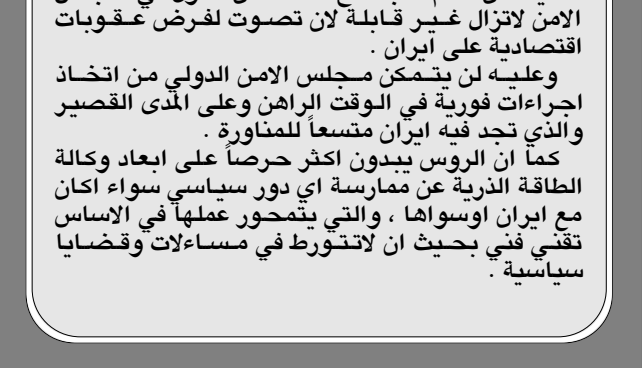 الامن لاتزال غير قابلة لان تصوت لفرض عقوبات
اقتصادية على ايران .
وعليه لن يتمكن مجلس الامن الدولي من اتخاذ
اجراءات فورية في الوقت الراهن وعلى المدى القصير
والذي تجد فيه ايران متسعاً للمناورة .
كما ان الروس يبدون اكثر حرصاً على ابعاد وكالة
الطاقة الذرية عن ممارسة اي دور سياسي سواء اكان
مع ايران اوسواها ، والتي يتمحور عملها في الاساس
تقني فني بحيث ان لاتتورط في مساءلات وقضايا
سياسية .